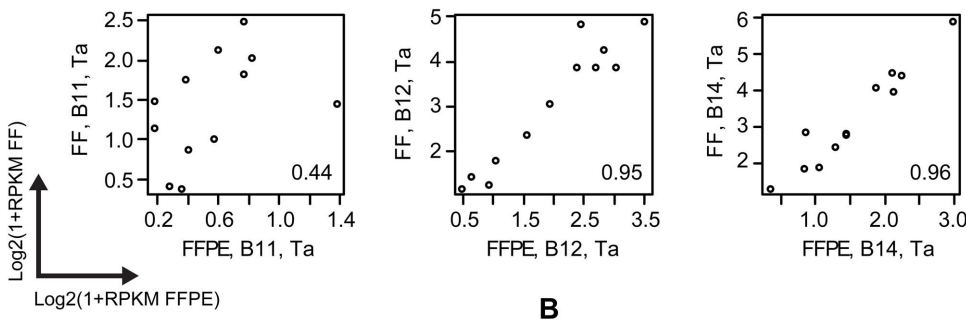 2.5
2.0
1.5
1.0
0.5
FF, B11, Ta
0.44
0.2 0.6 1.0 1.4
FFPE, B11, Ta
5
4
3
2
FF, B12, Ta
0.95
0.5 1.5 2.5 3.5
FFPE, B12, Ta
6
5
4
3
2
FF, B14, Ta
0.96
1.0 2.0 3.0
FFPE, B14, Ta
Log2(1+RPKM FF)
Log2(1+RPKM FFPE)
B